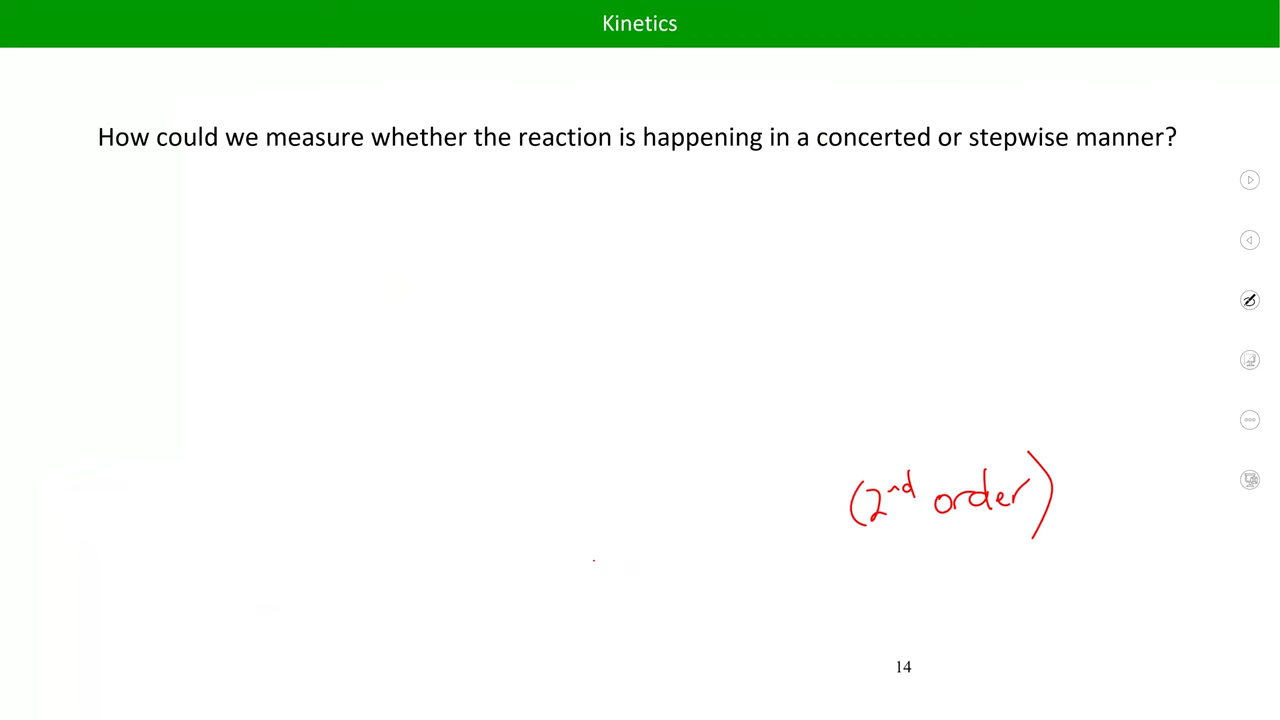 Kinetics
How could we measure whether the reaction is happening in a concerted or stepwise manner?
(2nd order)
14